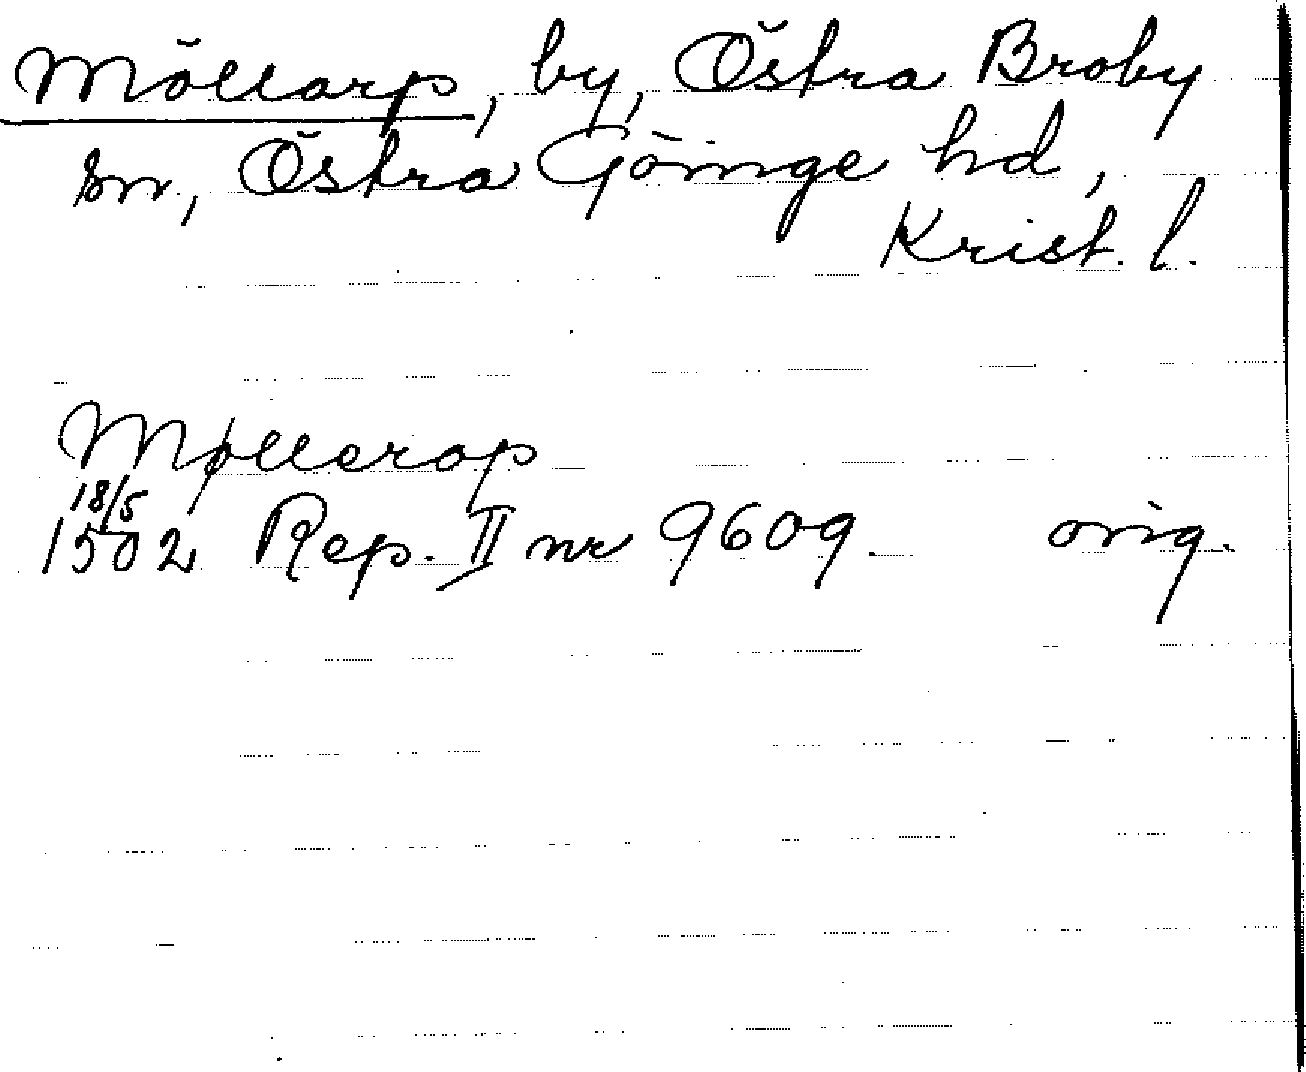 Möllarp, by, Östra Broby
sn, Östra Göinge hd,
Krist. l.
Møllerop
18/5
1502 Rep. II nr 9609. orig.